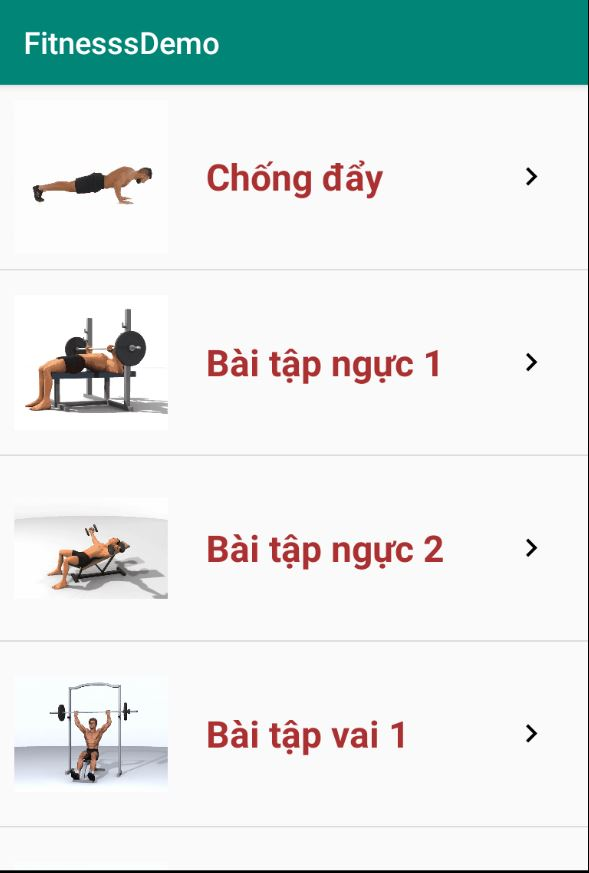 FitnesssDemo
Chống đẩy
Bài tập ngực 1
Bài tập ngực 2
Bài tập vai 1